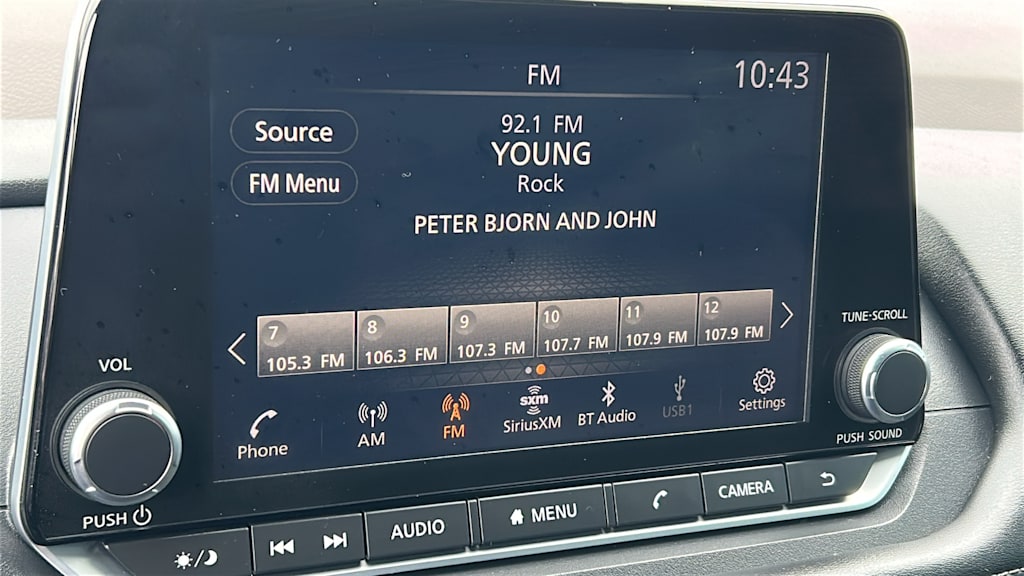 FM
10:43
Source
92.1 FM
YOUNG
Rock
FM Menu
PETER BJORN AND JOHN
7
105.3 FM
8
106.3 FM
9
107.3 FM
10
107.7 FM
11
107.9 FM
12
107.9 FM
Phone
AM
FM
sxm
SiriusXM
BT Audio
USB1
Settings
VOL
PUSH
TUNE-SCROLL
PUSH SOUND
AUDIO
MENU
CAMERA